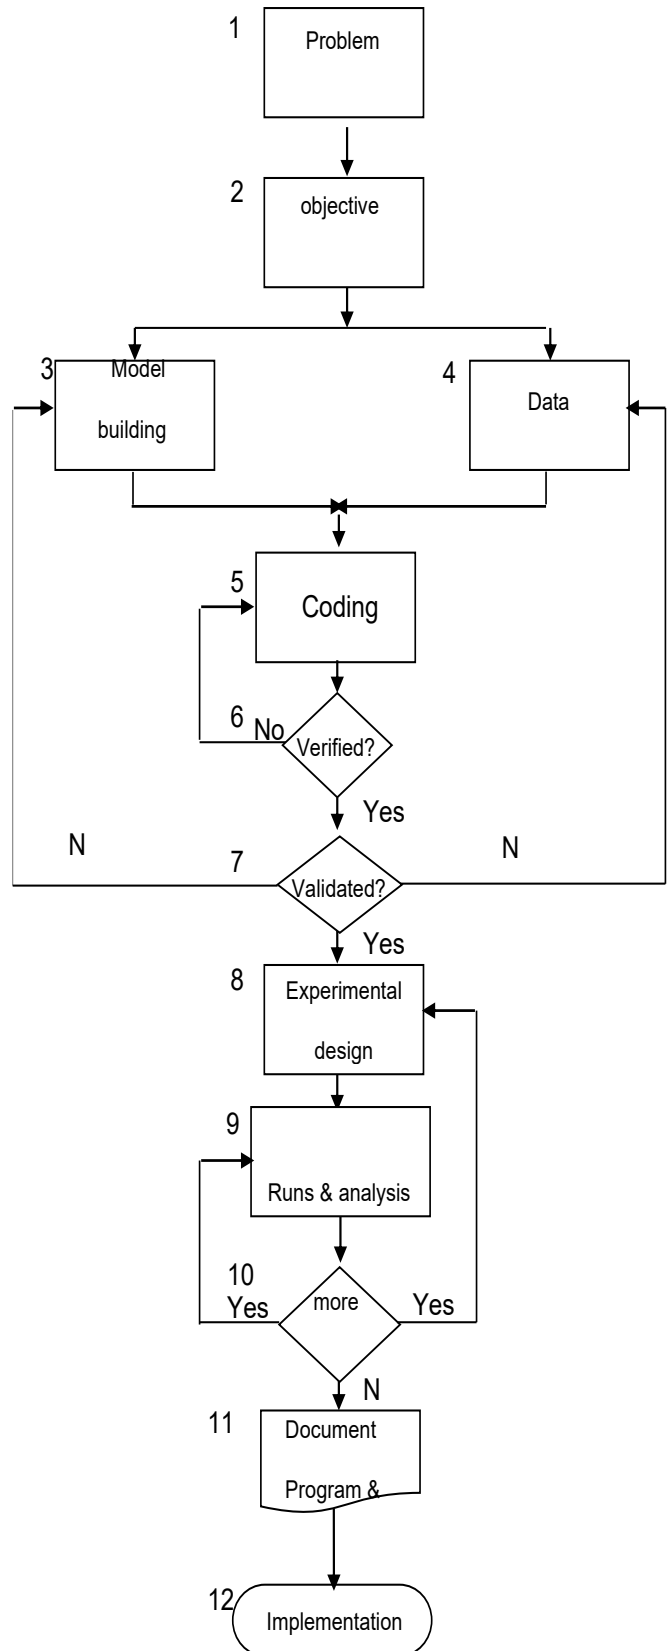 1
Problem
2
objective
3
Model
building
4
Data
5
Coding
6
No
Verified?
Yes
N
7
N
Validated?
Yes
8
Experimental
design
9
Runs & analysis
10
Yes
more
Yes
N
11
Document
Program &
12
Implementation